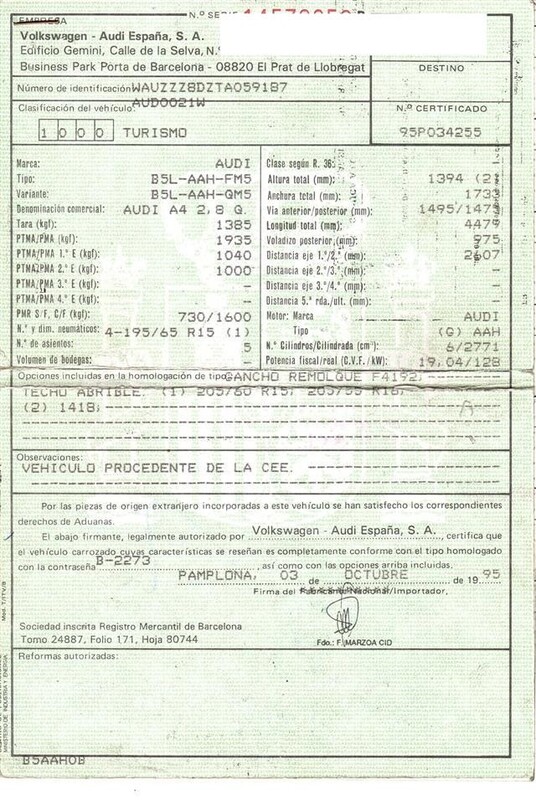 N.º SERIE
EMPRESA
Volkswagen - Audi España, S. A.
Edificio Gemini, Calle de la Selva, N.º
Business Park Porta de Barcelona - 08820 El Prat de Llobregat
DESTINO
Número de identificación WAUZZZ8DZTA059187
AUD0021W
Clasificación del vehículo:
1000 TURISMO
N.º CERTIFICADO
95P034255
Marca: AUDI
Tipo: B5L-AAH-FM5
Variante: B5L-AAH-GM5
Denominación comercial: AUDI A4 2,8 G.
Tara (kgf): 1385
PTMA/PMA (kgf): 1935
PTMA/PMA 1.º E (kgf): 1040
PTMA/PMA 2.º E (kgf): 1000
PTMA/PMA 3.º E (kgf): -
PTMA/PMA 4.º E (kgf): -
PMR S/F, C/F (kgf): 730/1600
N.º y dim. neumáticos: 4-195/65 R15 (1)
N.º de asientos: 5
Volumen de bodegas: -
Clase según R. 36: -
Altura total (mm): 1394 (2)
Anchura total (mm): 1733
Vía anterior/posterior (mm): 1495/1473
Longitud total (mm): 4479
Voladizo posterior (mm): 975
Distancia eje 1.º/2.º (mm): 2607
Distancia eje 2.º/3.º (mm): -
Distancia eje 3.º/4.º (mm): -
Distancia 5.ª rda./ult. (mm): -
Motor: Marca AUDI
Tipo (G) AAH
N.º Cilindros/Cilindrada (cm³): 6/2771
Potencia fiscal/real (C.V.F. / kW): 19,04/128
Opciones incluidas en la homologación de tipo: GANCHO REMOLQUE F4192;
TECHO ABRIBLE. (1) 205/60 R15; 205/55 R16;
(2) 1418;
Observaciones:
VEHICULO PROCEDENTE DE LA CEE.
Por las piezas de origen extranjero incorporadas a este vehículo se han satisfecho los correspondientes
derechos de Aduanas.
El abajo firmante, legalmente autorizado por Volkswagen - Audi España, S. A., certifica que
el vehículo carrozado cuyas características se reseñan es completamente conforme con el tipo homologado
con la contraseña B-2273, así como con las opciones arriba incluidas.
PAMPLONA, 03 de OCTUBRE de 1995
Firma del Fabricante Nacional/Importador,
Sociedad inscrita Registro Mercantil de Barcelona
Tomo 24887, Folio 171, Hoja 80744
Fdo.: F. MARZOA CID
Reformas autorizadas:
MINISTERIO DE INDUSTRIA Y ENERGIA
B5AAH0B